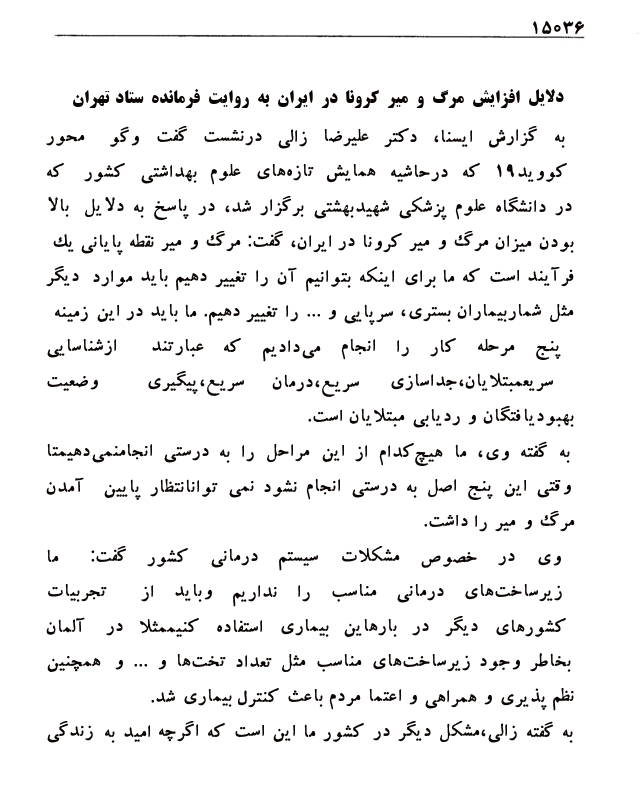 ۱۵۰۳۶
دلایل افزایش مرگ و میر کرونا در ایران به روایت فرمانده ستاد تهران
به گزارش ایسنا، دکتر علیرضا زالی درنشست گفت وگو محور
کووید۱۹ که درحاشیه همایش تازه‌های علوم بهداشتی کشور که
در دانشگاه علوم پزشکی شهیدبهشتی برگزار شد، در پاسخ به دلایل بالا
بودن میزان مرگ و میر کرونا در ایران، گفت: مرگ و میر نقطه پایانی یك
فرآیند است که ما برای اینکه بتوانیم آن را تغییر دهیم باید موارد دیگر
مثل شماربیماران بستری، سرپایی و ... را تغییر دهیم. ما باید در این زمینه
پنج مرحله کار را انجام می‌دادیم که عبارتند ازشناسایی
سریعمبتلایان،جداسازی سریع،درمان سریع،پیگیری وضعیت
بهبودیافتگان و ردیابی مبتلایان است.
به گفته وی، ما هیچ‌کدام از این مراحل را به درستی انجامنمی‌دهیمتا
وقتی این پنج اصل به درستی انجام نشود نمی توانانتظار پایین آمدن
مرگ و میر را داشت.
وی در خصوص مشکلات سیستم درمانی کشور گفت: ما
زیرساخت‌های درمانی مناسب را نداریم وباید از تجربیات
کشورهای دیگر در بارهاین بیماری استفاده کنیممثلا در آلمان
بخاطر وجود زیرساخت‌های مناسب مثل تعداد تخت‌ها و ... و همچنین
نظم پذیری و همراهی و اعتما مردم باعث کنترل بیماری شد.
به گفته زالی،مشکل دیگر در کشور ما این است که اگرچه امید به زندگی